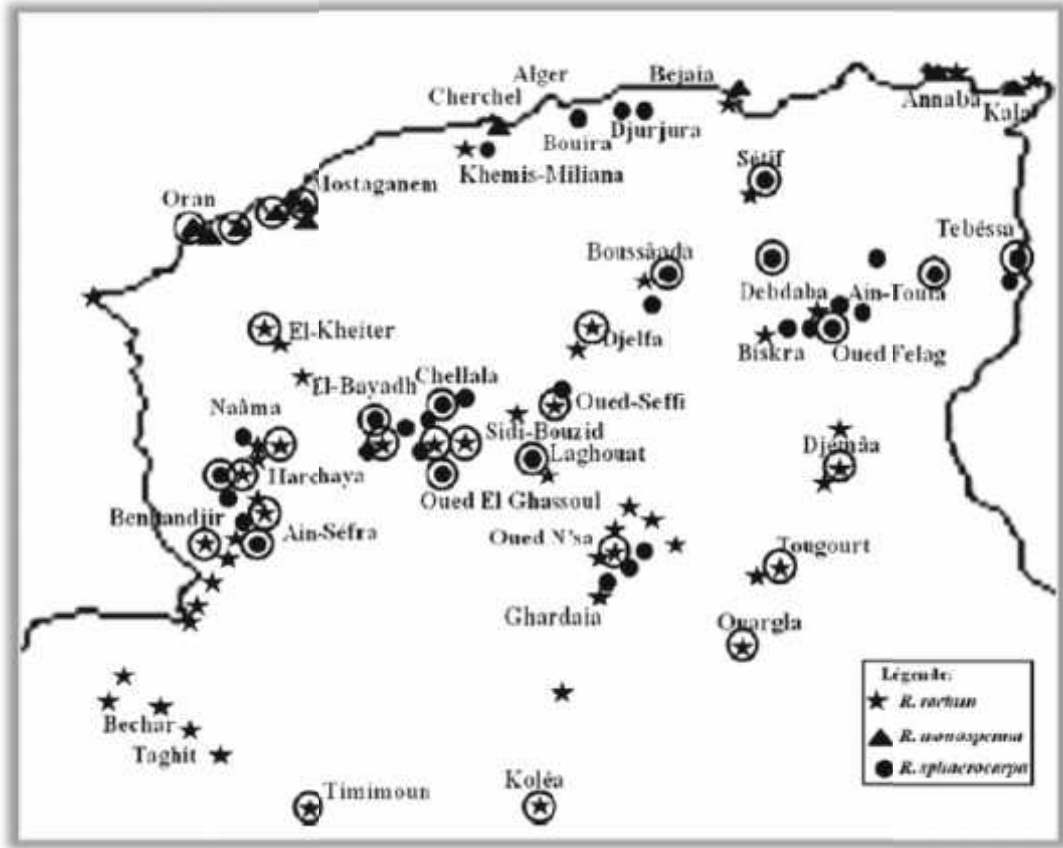 Alger
Bejaia
Cherchel
Annaba
Kala
Djurjura
Bouira
Khemis-Miliana
Sétif
Mostaganem
Oran
Tebéssa
Boussâada
Debdaba
Ain-Touta
El-Kheiter
Djelfa
Biskra
Oued Felag
El-Bayadh
Chellala
Oued-Seffi
Naâma
Sidi-Bouzid
Djemâa
Laghouat
Harchaya
Oued El Ghassoul
Benhandjir
Ain-Séfra
Oued N'sa
Tougourt
Ghardaia
Ouargla
Légende:
R. raetam
R. monosperma
R. sphaerocarpa
Bechar
Taghit
Timimoun
Koléa